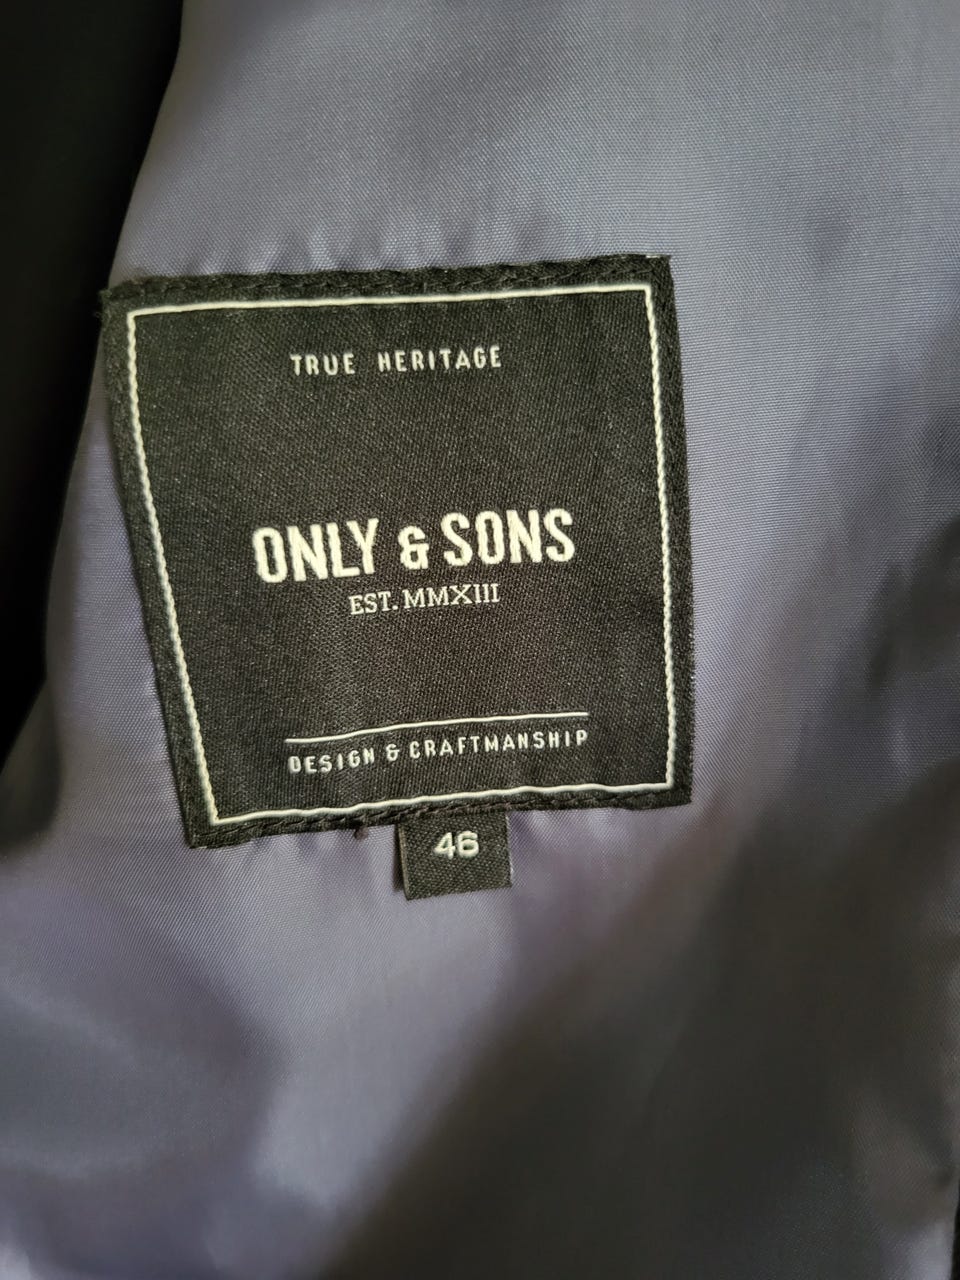 TRUE HERITAGE
ONLY & SONS
EST. MMXIII
DESIGN & CRAFTMANSHIP
46